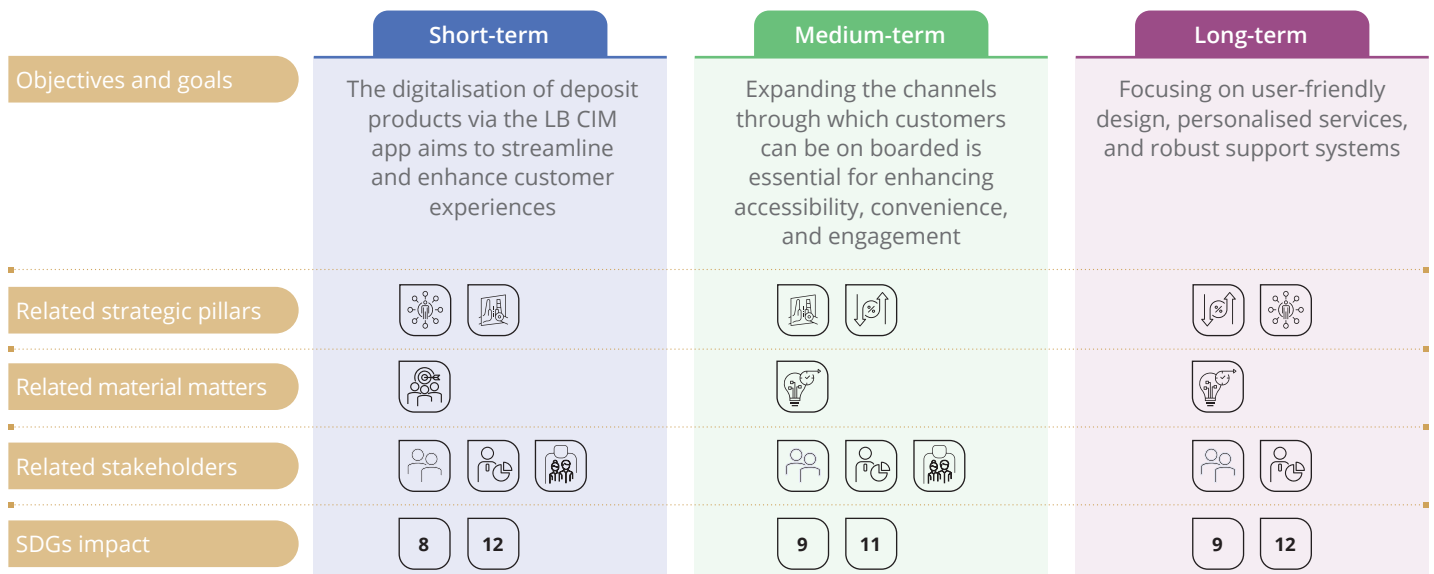 Short-term
Medium-term
Long-term
Objectives and goals
The digitalisation of deposit
products via the LB CIM
app aims to streamline
and enhance customer
experiences
Expanding the channels
through which customers
can be on boarded is
essential for enhancing
accessibility, convenience,
and engagement
Focusing on user-friendly
design, personalised services,
and robust support systems
Related strategic pillars
%
%
Related material matters
Related stakeholders
SDGs impact
8
12
9
11
9
12